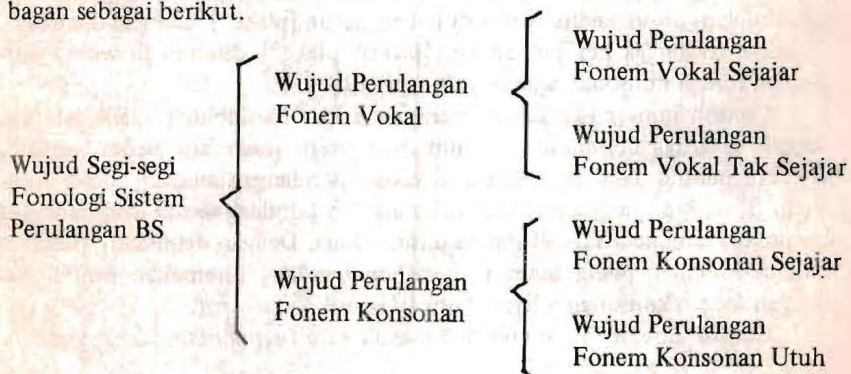 bagan sebagai berikut.
Wujud Segi-segi
Fonologi Sistem
Perulangan BS
Wujud Perulangan
Fonem Vokal
Wujud Perulangan
Fonem Vokal Sejajar
Wujud Perulangan
Fonem Vokal Tak Sejajar
Wujud Perulangan
Fonem Konsonan
Wujud Perulangan
Fonem Konsonan Sejajar
Wujud Perulangan
Fonem Konsonan Utuh